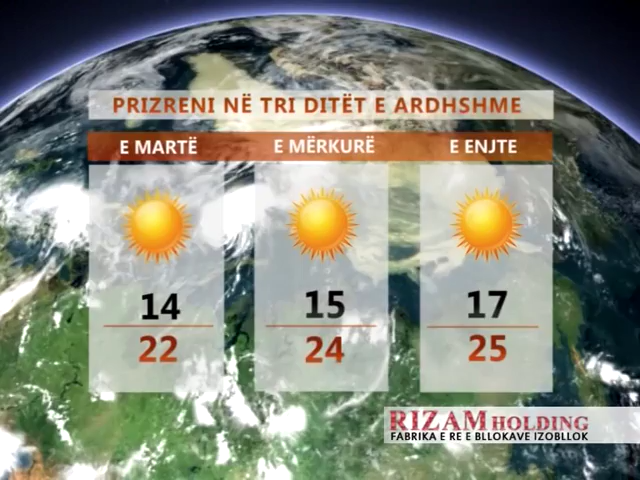 PRIZRENI NË TRI DITËT E ARDHSHME
E MARTË E MËRKURË E ENJTE
14 15 17
22 24 25
RIZAM HOLDING
FABRIKA E RE E BLLOKAVE IZOBLLOK